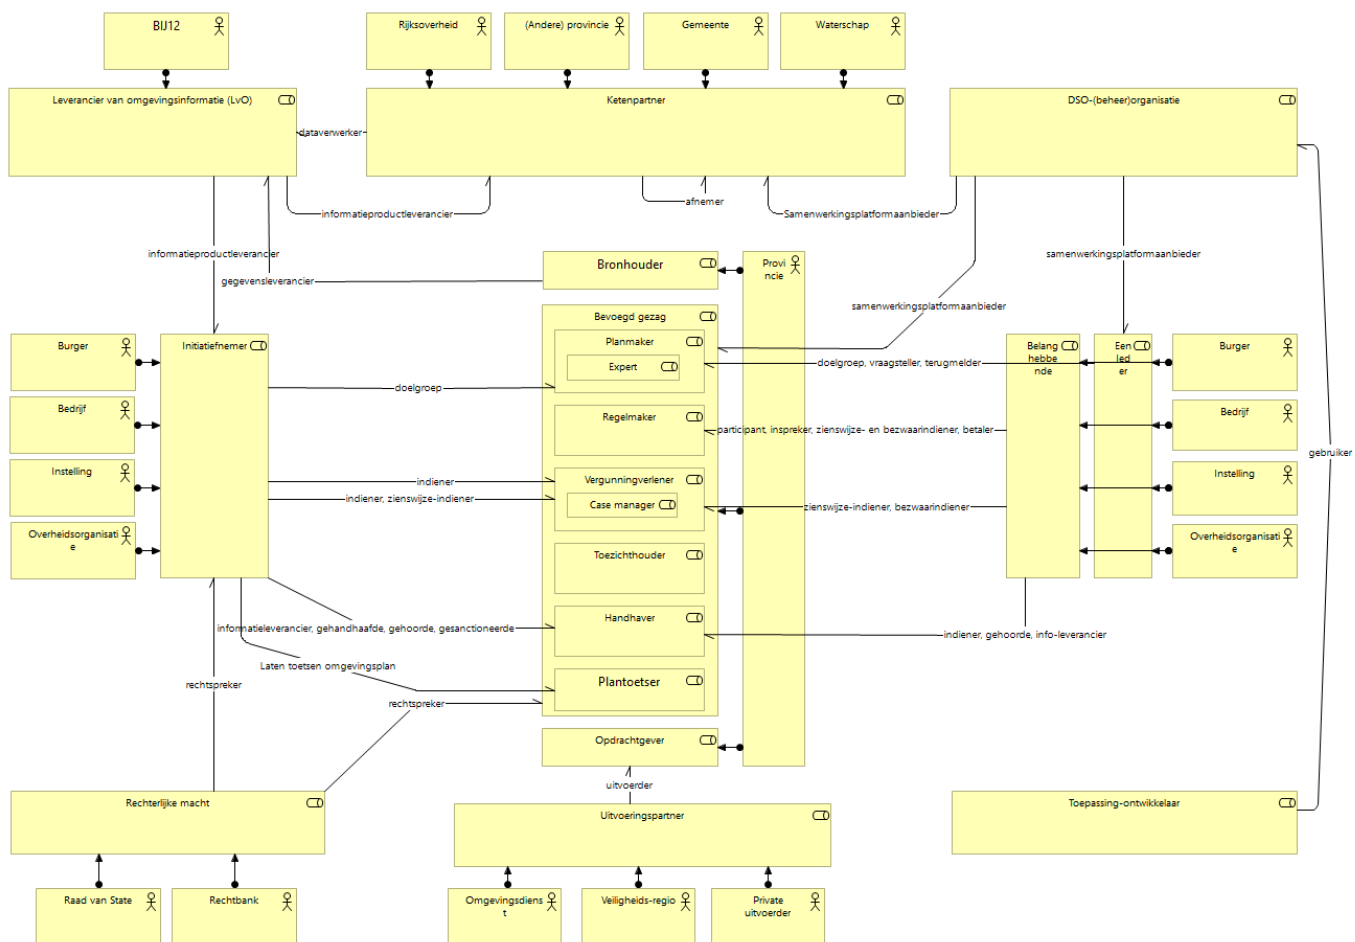 BIJ12
Rijksoverheid
(Andere) provincie
Gemeente
Waterschap
Leverancier van omgevingsinformatie (LvO)
Ketenpartner
DSO-(beheer)organisatie
dataverwerker
informatieproductleverancier
afnemer
Samenwerkingsplatformaanbieder
informatieproductleverancier
samenwerkingsplatformaanbieder
Bronhouder
Provi
ncie
gegevensleverancier
samenwerkingsplatformaanbieder
Bevoegd gezag
Burger
Initiatiefnemer
Planmaker
Belang
hebbe
nde
Een
ieder
Burger
Expert
doelgroep, vraagsteller, terugmelder
doelgroep
Bedrijf
Regelmaker
Bedrijf
participant, inspreker, zienswijze- en bezwaarindiener, betaler
gebruiker
Instelling
indiener
Vergunningverlener
Instelling
indiener, zienswijze-indiener
Case manager
zienswijze-indiener, bezwaarindiener
Overheidsorganisati
e
Toezichthouder
Overheidsorganisati
e
Handhaver
informatieleverancier, gehandhaafde, gehoorde, gesanctioneerde
indiener, gehoorde, info-leverancier
Laten toetsen omgevingsplan
rechtspreker
Plantoetser
rechtspreker
Opdrachtgever
uitvoerder
Rechterlijke macht
Uitvoeringspartner
Toepassing-ontwikkelaar
Raad van State
Rechtbank
Omgevingsdiens
t
Veiligheids-regio
Private
uitvoerder